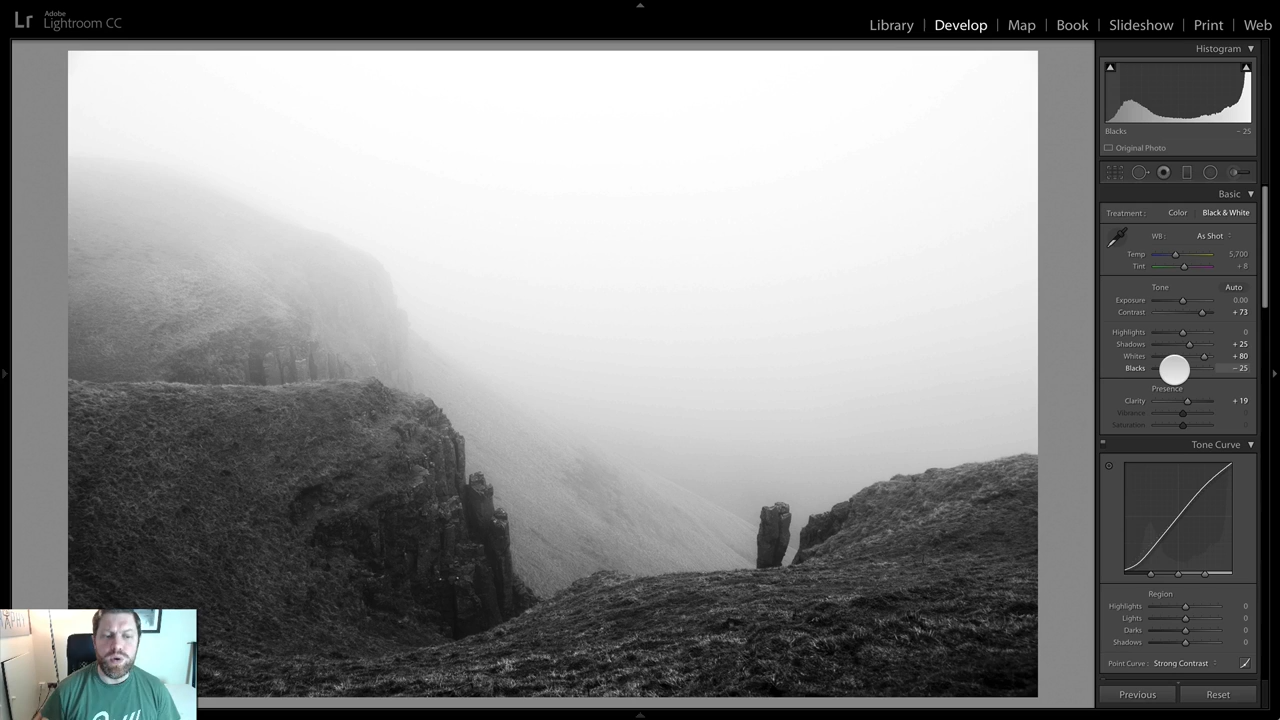 Lr Adobe
Lightroom CC
Library | Develop | Map | Book | Slideshow | Print | Web
Histogram
Blacks − 25
Original Photo
Basic
Treatment : Color Black & White
WB : As Shot
Temp 5,700
Tint + 8
Tone Auto
Exposure 0.00
Contrast + 73
Highlights 0
Shadows + 25
Whites + 80
Blacks − 25
Presence
Clarity + 19
Vibrance 0
Saturation 0
Tone Curve
Region
Highlights 0
Lights 0
Darks 0
Shadows 0
Point Curve : Strong Contrast
Previous Reset